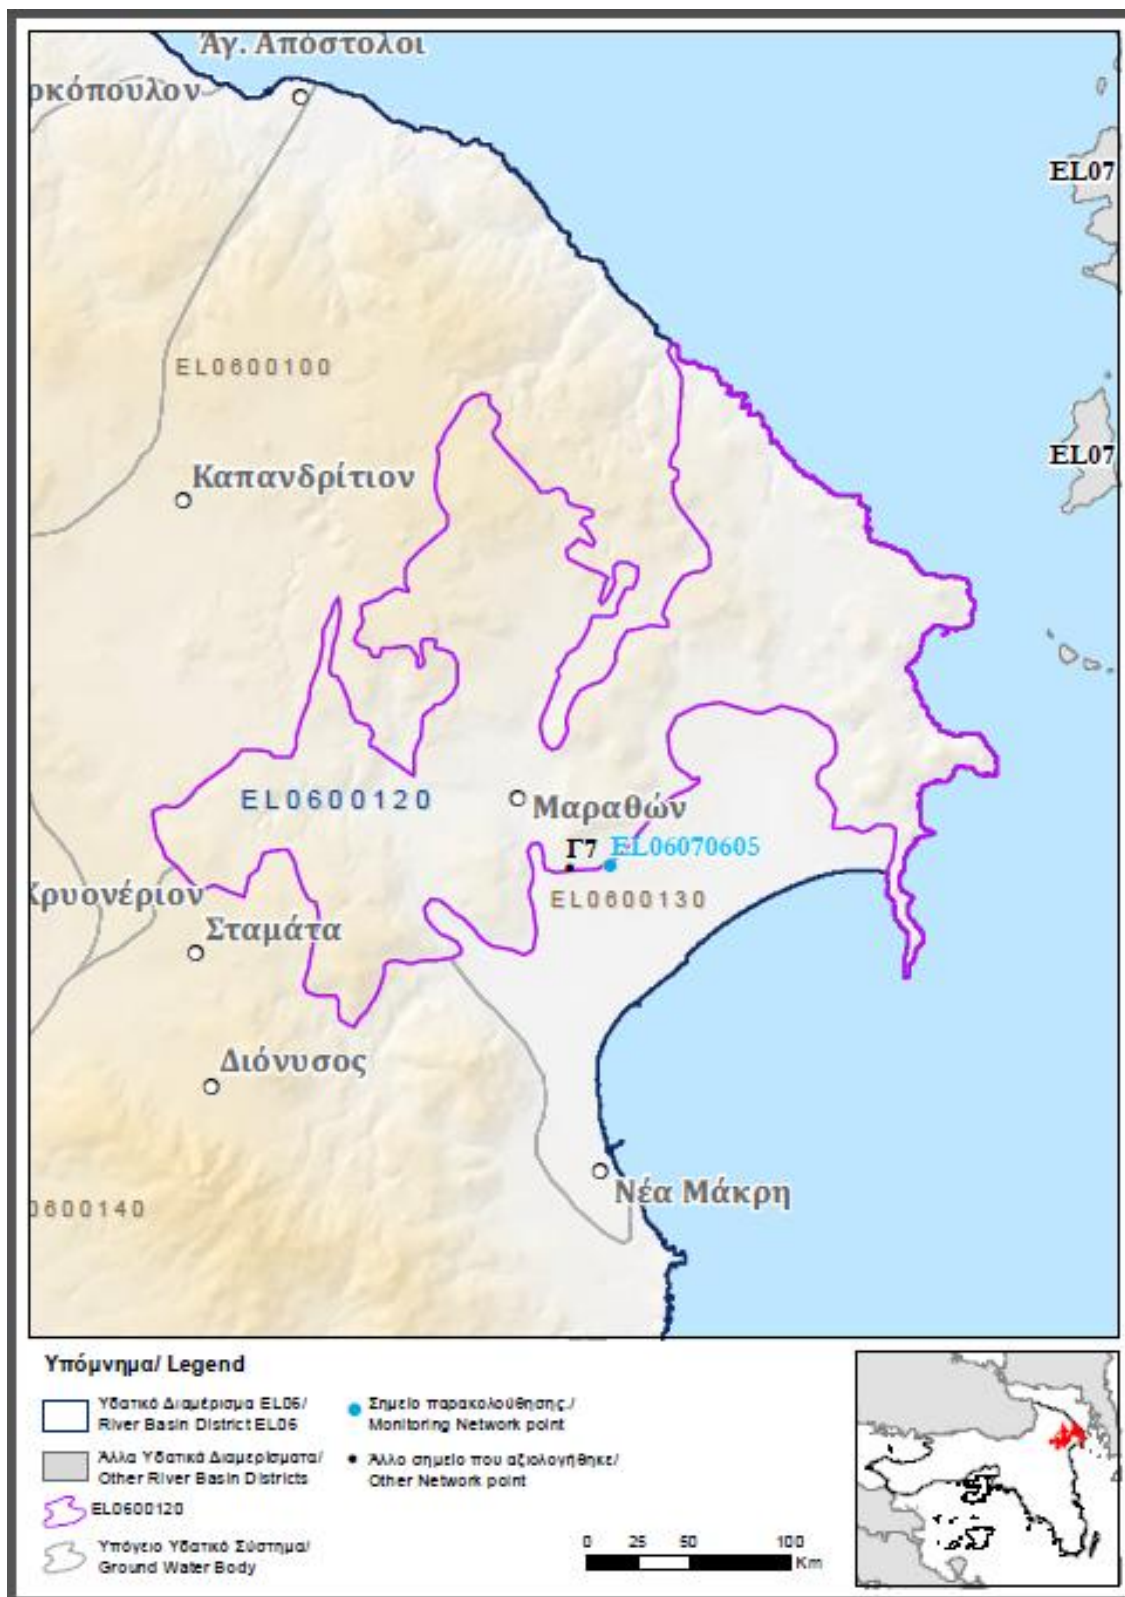 Άγ. Απόστολοι
ρκόπουλον
EL07
EL0600100
EL07
Καπανδρίτιον
EL0600120
Μαραθών
Γ7
EL06070605
EL0600130
Κρυονέριον
Σταμάτα
Διόνυσος
Νέα Μάκρη
0600140
Υπόμνημα/ Legend
Υδατικό Διαμέρισμα EL06/
River Basin District EL06
Άλλα Υδατικά Διαμερίσματα/
Other River Basin Districts
EL0600120
Υπόγειο Υδατικό Σύστημα/
Ground Water Body
Σημείο παρακολούθησης./
Monitoring Network point
Άλλο σημείο που αξιολογήθηκε/
Other Network point
0 25 50 100
Km